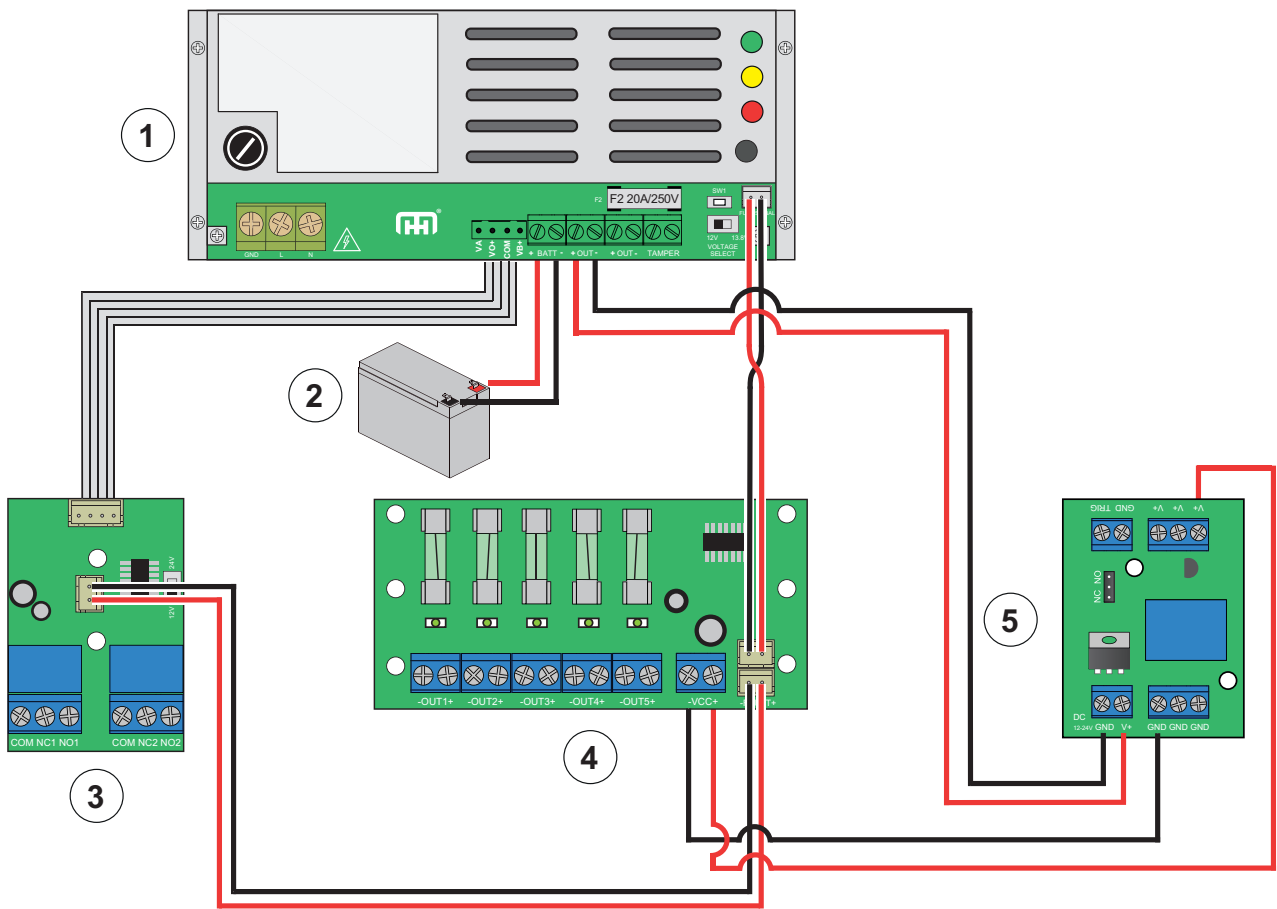 1
F2
F2 20A/250V
SW1
12V
VOLTAGE
SELECT
GND L N
VA
VO+
COM
VB+
+ BATT -
+ OUT -
+ OUT -
TAMPER
2
24V
12V
COM NC1 NO1
COM NC2 NO2
3
-OUT1+
-OUT2+
-OUT3+
-OUT4+
-OUT5+
-VCC+
4
TRIG GND
V+ V+ V+
NC NO
DC
12-24V GND V+
GND GND GND
5